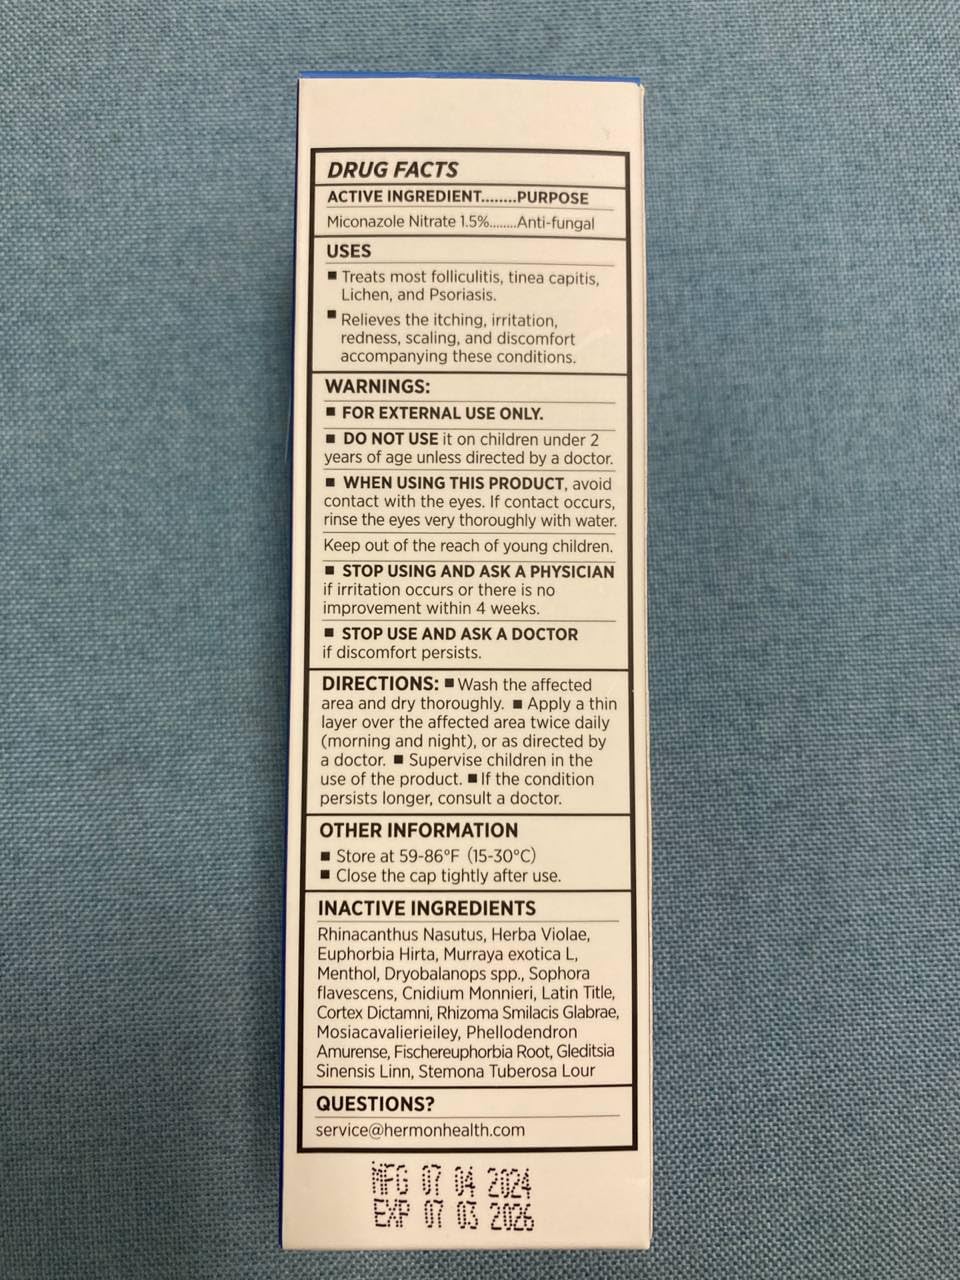 DRUG FACTS
ACTIVE INGREDIENT........PURPOSE
Miconazole Nitrate 1.5%........Anti-fungal
USES
■ Treats most folliculitis, tinea capitis,
Lichen, and Psoriasis.
■ Relieves the itching, irritation,
redness, scaling, and discomfort
accompanying these conditions.
WARNINGS:
■ FOR EXTERNAL USE ONLY.
■ DO NOT USE it on children under 2
years of age unless directed by a doctor.
■ WHEN USING THIS PRODUCT, avoid
contact with the eyes. If contact occurs,
rinse the eyes very thoroughly with water.
Keep out of the reach of young children.
■ STOP USING AND ASK A PHYSICIAN
if irritation occurs or there is no
improvement within 4 weeks.
■ STOP USE AND ASK A DOCTOR
if discomfort persists.
DIRECTIONS: ■ Wash the affected
area and dry thoroughly. ■ Apply a thin
layer over the affected area twice daily
(morning and night), or as directed by
a doctor. ■ Supervise children in the
use of the product. ■ If the condition
persists longer, consult a doctor.
OTHER INFORMATION
■ Store at 59-86°F (15-30°C)
■ Close the cap tightly after use.
INACTIVE INGREDIENTS
Rhinacanthus Nasutus, Herba Violae,
Euphorbia Hirta, Murraya exotica L,
Menthol, Dryobalanops spp., Sophora
flavescens, Cnidium Monnieri, Latin Title,
Cortex Dictamni, Rhizoma Smilacis Glabrae,
Mosiacavalierieiley, Phellodendron
Amurense, Fischereuphorbia Root, Gleditsia
Sinensis Linn, Stemona Tuberosa Lour
QUESTIONS?
service@hermonhealth.com
MFG 07 04 2024
EXP 07 03 2026